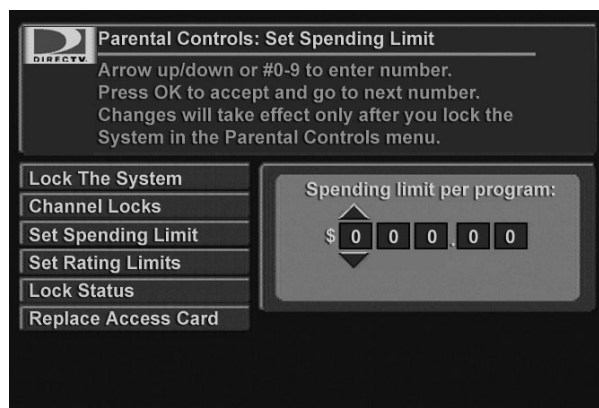 DIRECTV
Parental Controls: Set Spending Limit
Arrow up/down or #0-9 to enter number.
Press OK to accept and go to next number.
Changes will take effect only after you lock the
System in the Parental Controls menu.
Lock The System
Channel Locks
Set Spending Limit
Set Rating Limits
Lock Status
Replace Access Card
Spending limit per program:
$ 0 0 0 . 0 0